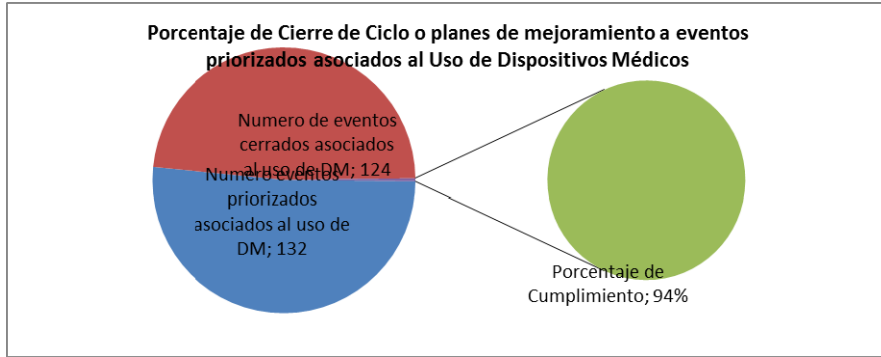 Porcentaje de Cierre de Ciclo o planes de mejoramiento a eventos
priorizados asociados al Uso de Dispositivos Médicos
Numero de eventos
cerrados asociados
al uso de DM; 124
Numero eventos
priorizados
asociados al uso de
DM; 132
Porcentaje de
Cumplimiento; 94%